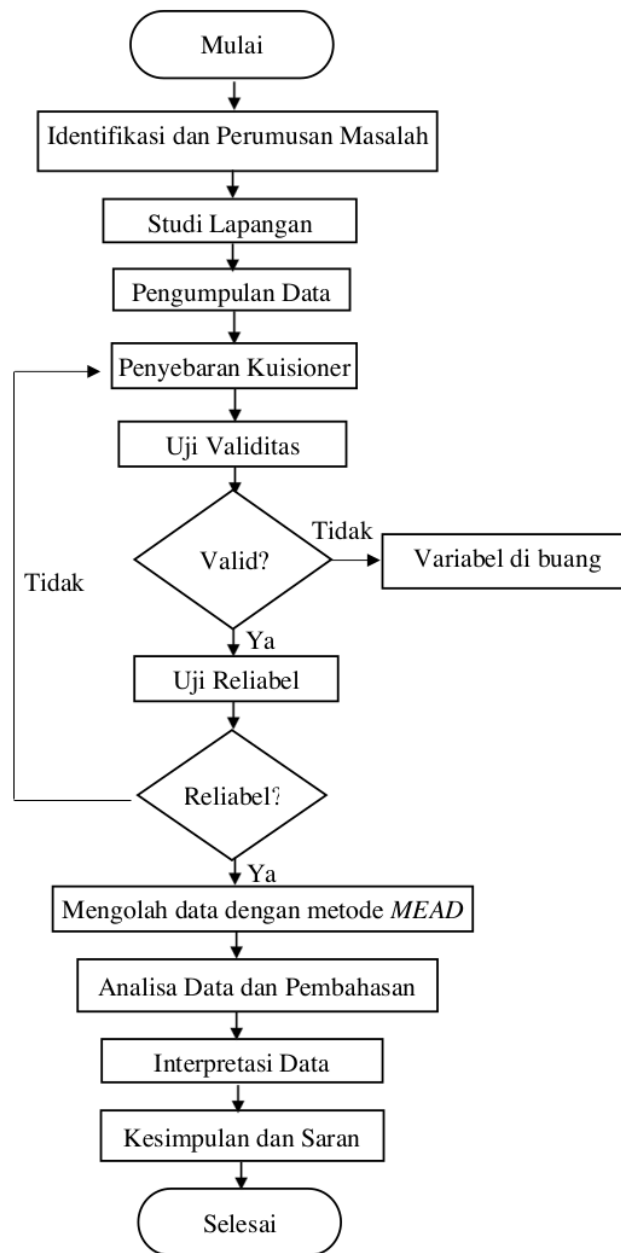 Mulai
Identifikasi dan Perumusan Masalah
Studi Lapangan
Pengumpulan Data
Penyebaran Kuisioner
Uji Validitas
Valid?
Tidak
Variabel di buang
Tidak
Ya
Uji Reliabel
Reliabel?
Ya
Mengolah data dengan metode MEAD
Analisa Data dan Pembahasan
Interpretasi Data
Kesimpulan dan Saran
Selesai